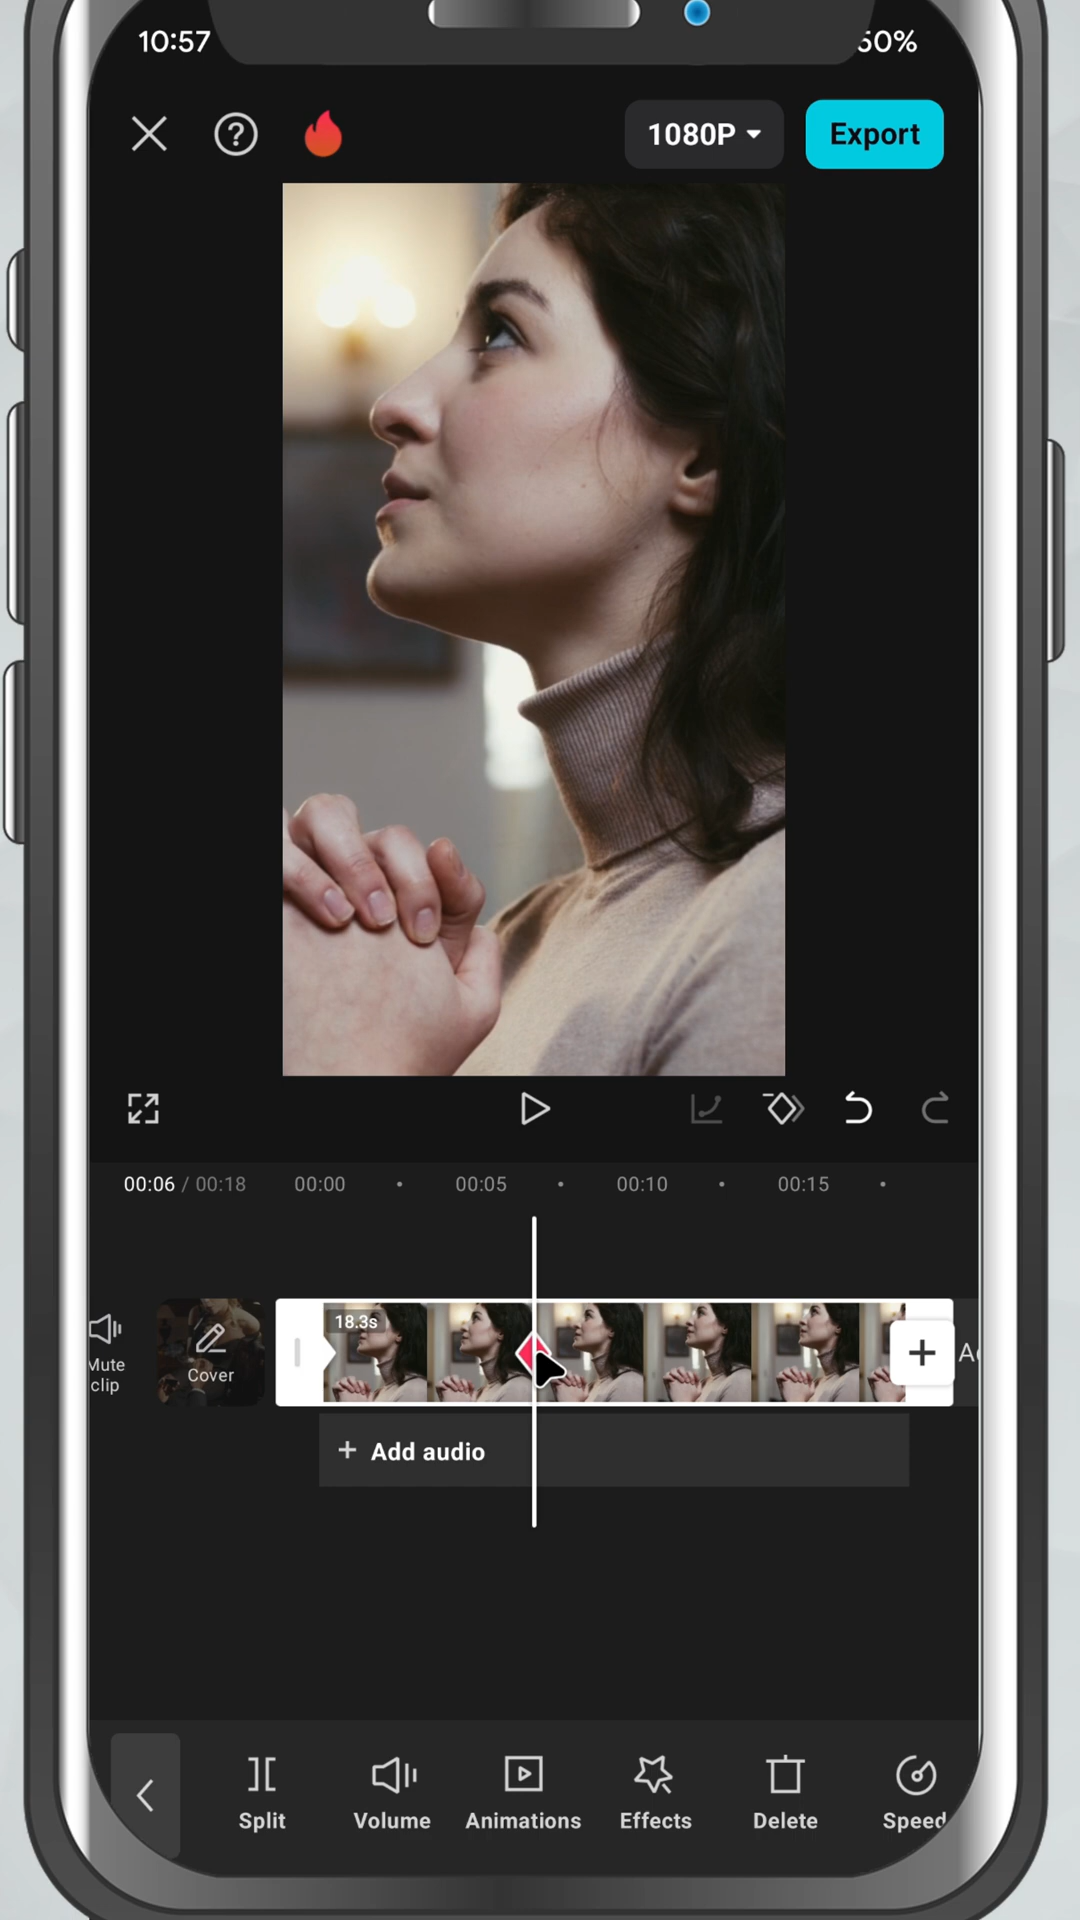 10:57
50%
1080P
Export
00:06 / 00:18
00:00
00:05
00:10
00:15
18.3s
Mute
clip
Cover
+ Add audio
Split
Volume
Animations
Effects
Delete
Speed